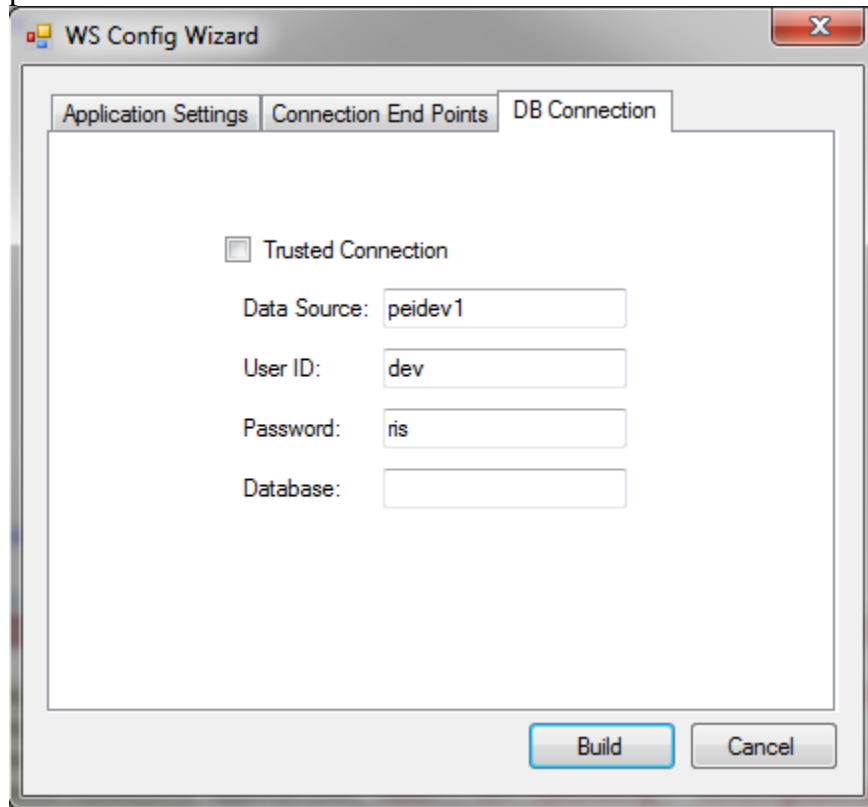 WS Config Wizard
Application Settings Connection End Points DB Connection
Trusted Connection
Data Source: peidev1
User ID: dev
Password: ris
Database:
Build Cancel